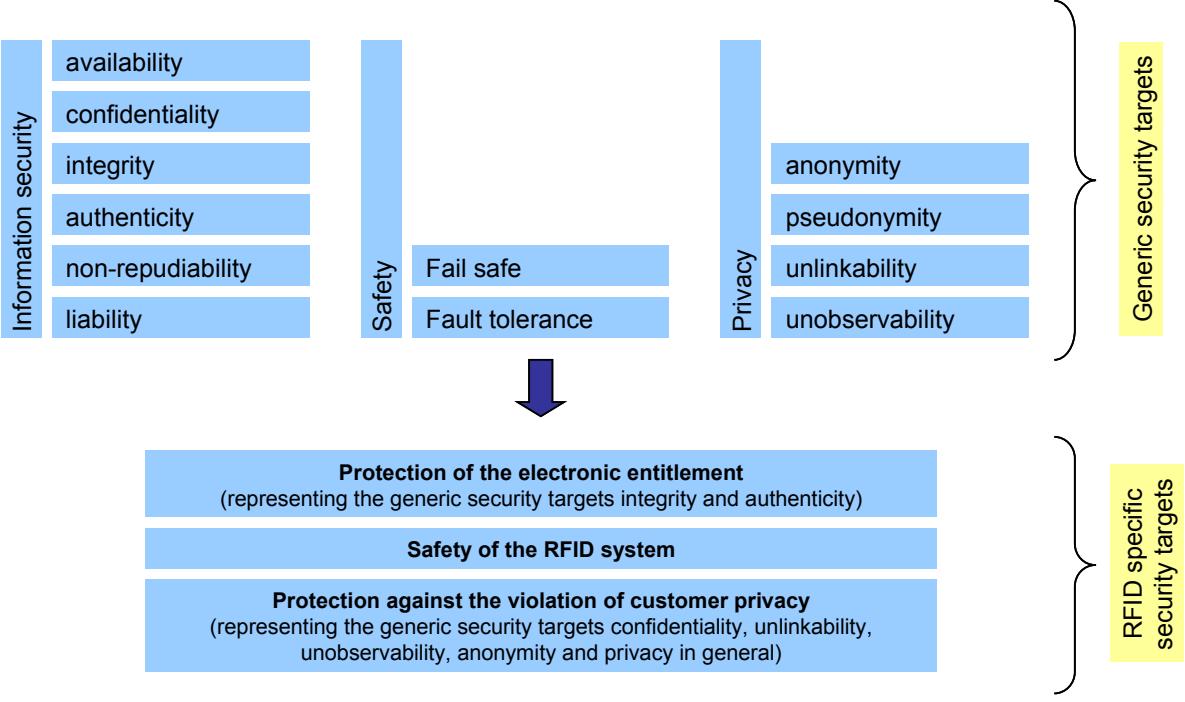 Information security
availability
confidentiality
integrity
authenticity
non-repudiability
liability
Safety
Fail safe
Fault tolerance
Privacy
anonymity
pseudonymity
unlinkability
unobservability
Generic security targets
Protection of the electronic entitlement
(representing the generic security targets integrity and authenticity)
Safety of the RFID system
Protection against the violation of customer privacy
(representing the generic security targets confidentiality, unlinkability,
unobservability, anonymity and privacy in general)
RFID specific
security targets